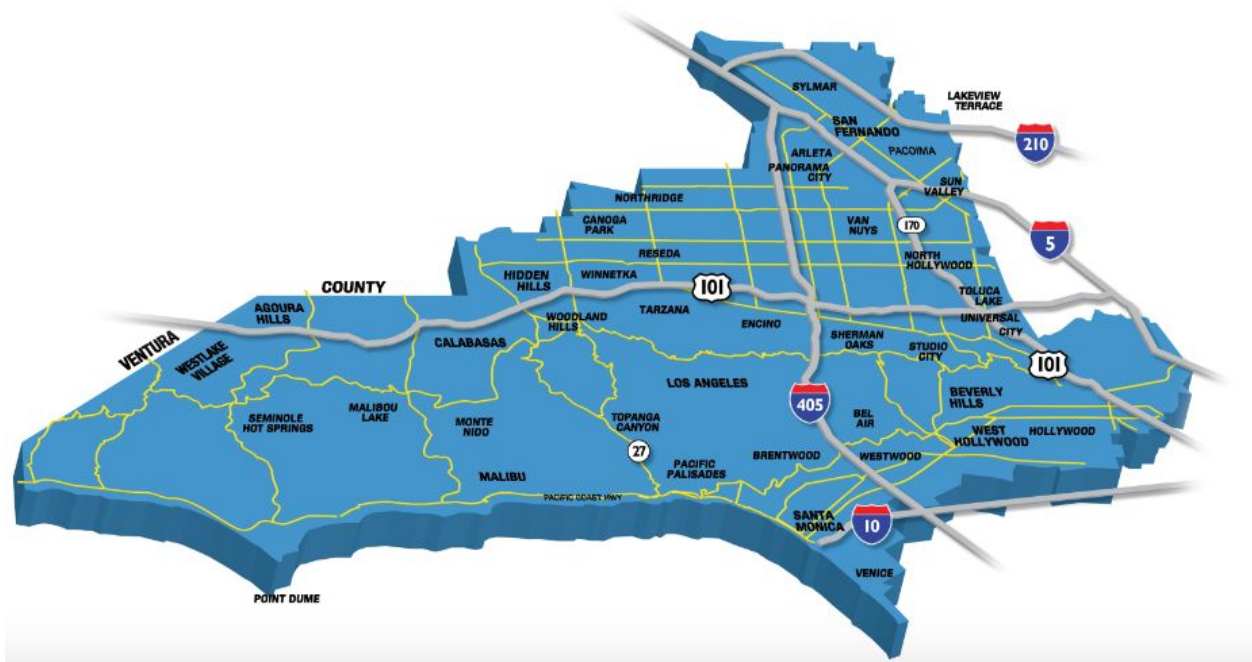 SYLMAR
LAKEVIEW
TERRACE
SAN
FERNANDO
210
ARLETA
PACOIMA
PANORAMA
CITY
SUN
VALLEY
NORTHRIDGE
CANOGA
PARK
VAN
NUYS
170
5
RESEDA
NORTH
HOLLYWOOD
HIDDEN
HILLS
WINNETKA
COUNTY
101
TOLUCA
LAKE
AGOURA
HILLS
TARZANA
UNIVERSAL
CITY
WOODLAND
HILLS
ENCINO
VENTURA
CALABASAS
SHERMAN
OAKS
STUDIO
CITY
WESTLAKE
VILLAGE
101
LOS ANGELES
405
BEVERLY
HILLS
SEMINOLE
HOT SPRINGS
MALIBOU
LAKE
MONTE
NIDO
TOPANGA
CANYON
BEL
AIR
WEST
HOLLYWOOD
HOLLYWOOD
27
BRENTWOOD
WESTWOOD
PACIFIC
PALISADES
MALIBU
PACIFIC COAST HWY
SANTA
MONICA
10
VENICE
POINT DUME